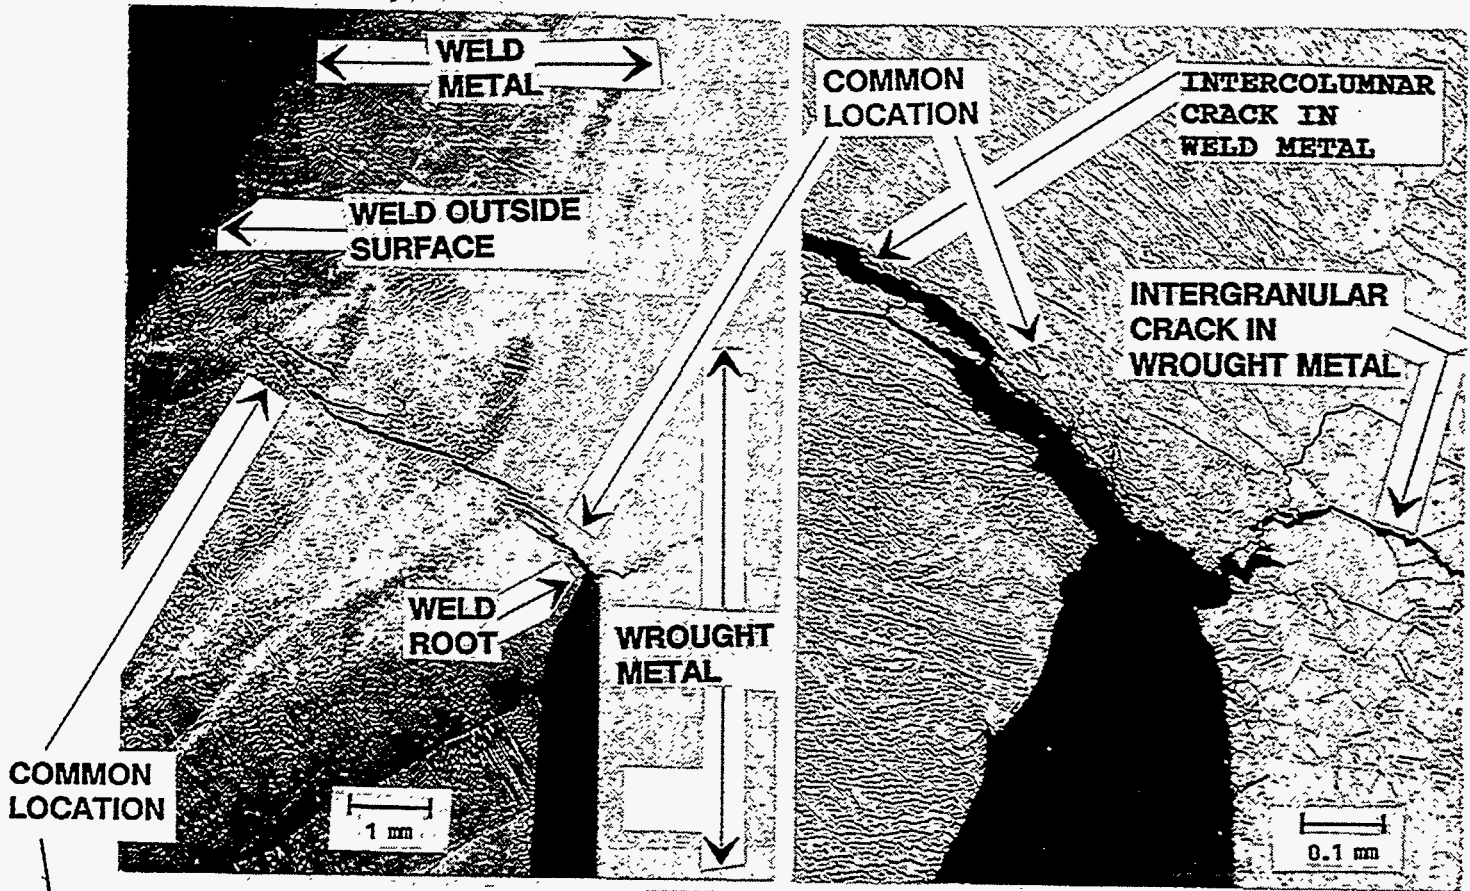 WELD
METAL
WELD OUTSIDE
SURFACE
WELD
ROOT
WROUGHT
METAL
COMMON
LOCATION
1 mm
COMMON
LOCATION
INTERCOLUMNAR
CRACK IN
WELD METAL
INTERGRANULAR
CRACK IN
WROUGHT METAL
0.1 mm